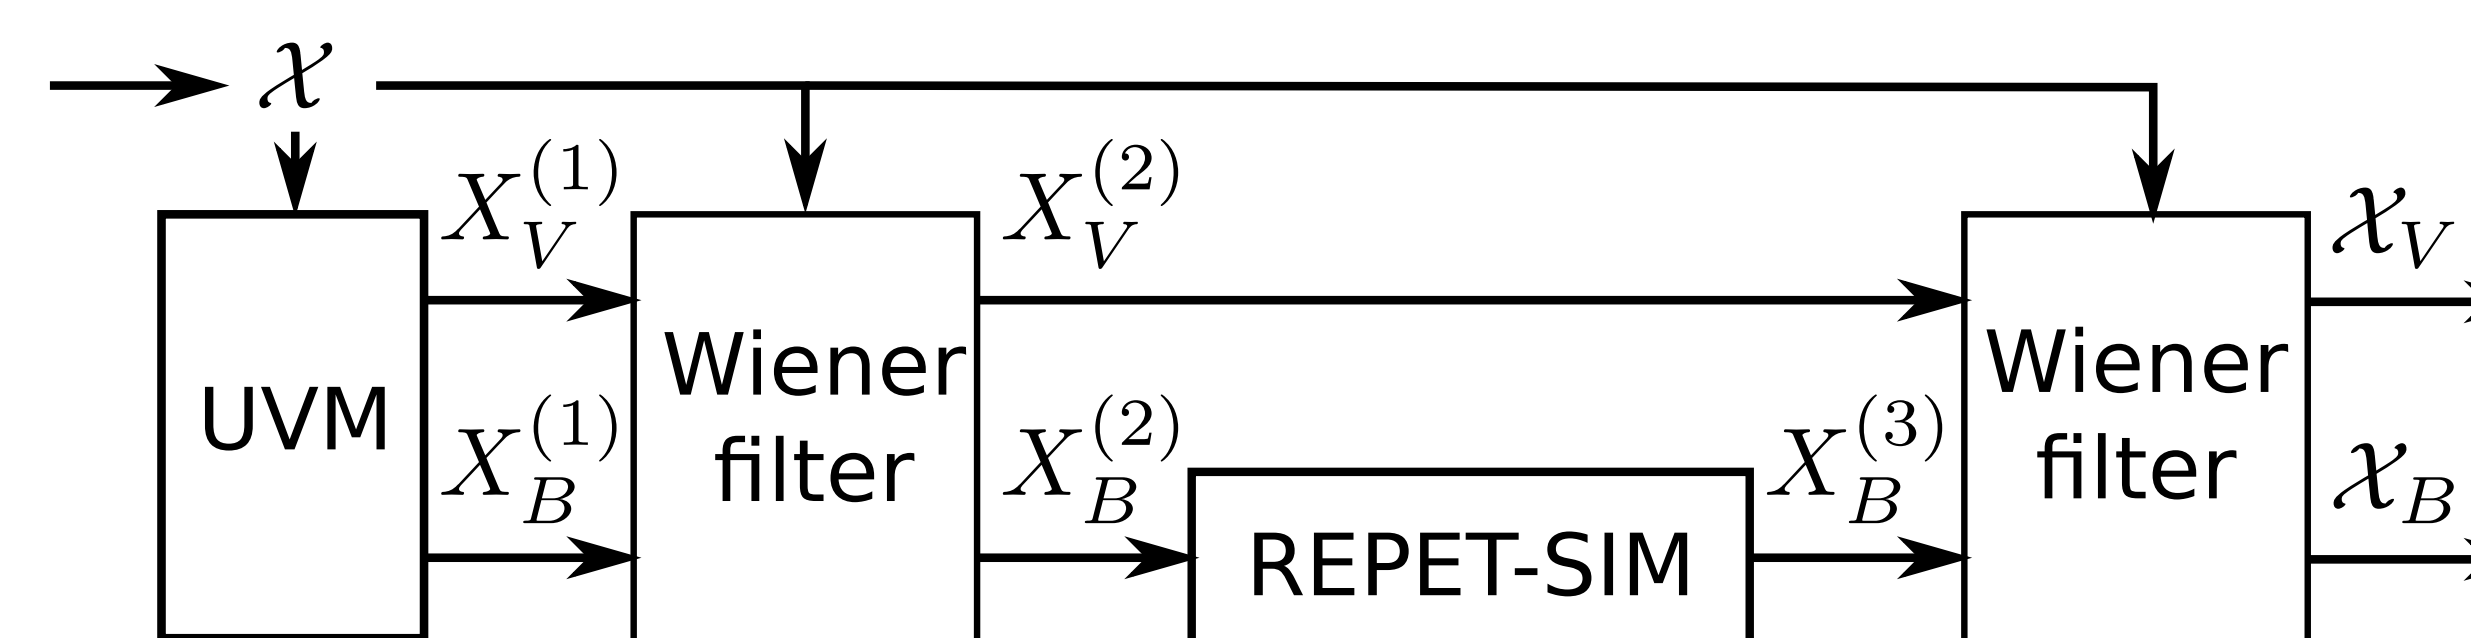 𝓍
X_V^{(1)}
X_V^{(2)}
𝓍_V
UVM
Wiener
filter
Wiener
filter
X_B^{(1)}
X_B^{(2)}
X_B^{(3)}
𝓍_B
REPET-SIM